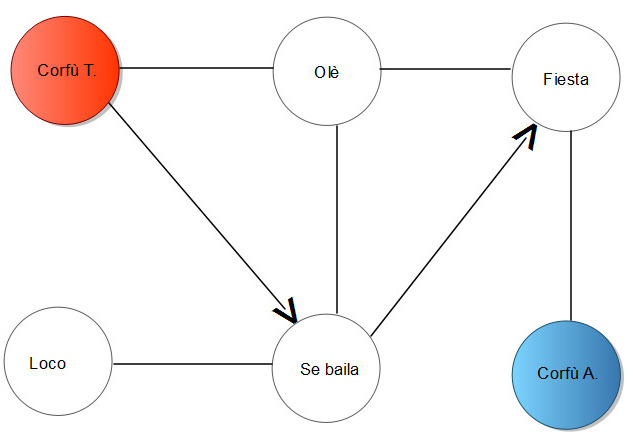 Corfù T.
Olè
Fiesta
Loco
Se baila
Corfù A.